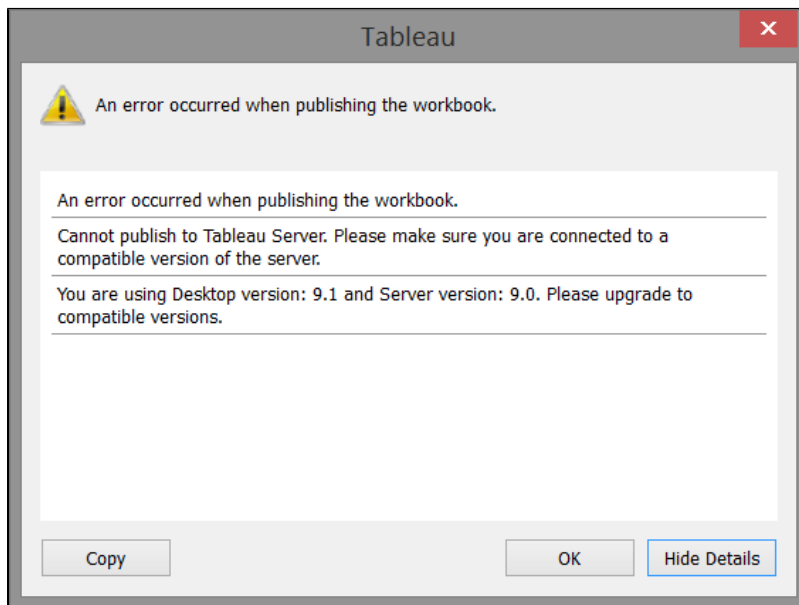 Tableau
An error occurred when publishing the workbook.
An error occurred when publishing the workbook.
Cannot publish to Tableau Server. Please make sure you are connected to a
compatible version of the server.
You are using Desktop version: 9.1 and Server version: 9.0. Please upgrade to
compatible versions.
Copy
OK
Hide Details